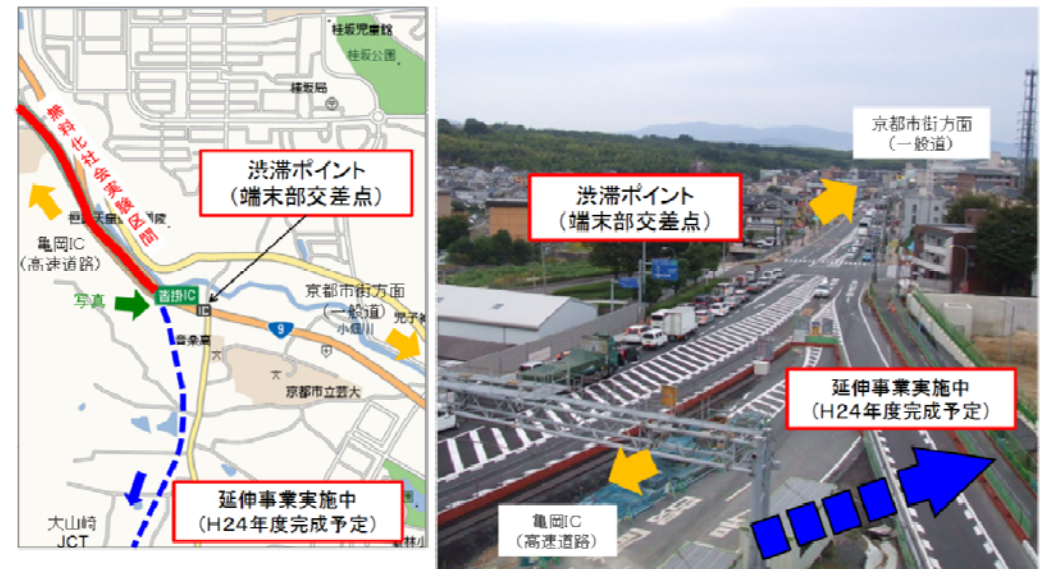 桂坂児童館
桂坂公園
桂坂局
無料化社会実験区間
渋滞ポイント
(端末部交差点)
亀岡IC
(高速道路)
写真
沓掛IC
IC
京都市街方面
(一般道)
小畑川
9
音楽高
京都市立芸大
延伸事業実施中
(H24年度完成予定)
大山崎
JCT
京都市街方面
(一般道)
渋滞ポイント
(端末部交差点)
延伸事業実施中
(H24年度完成予定)
亀岡IC
(高速道路)